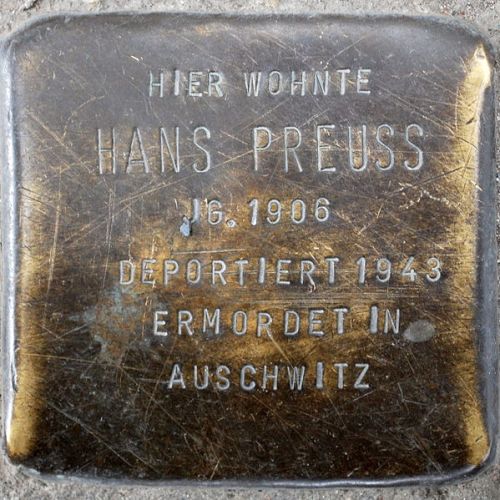 HIER WOHNTE
HANS PREUSS
JG. 1906
DEPORTIERT 1943
ERMORDET IN
AUSCHWITZ